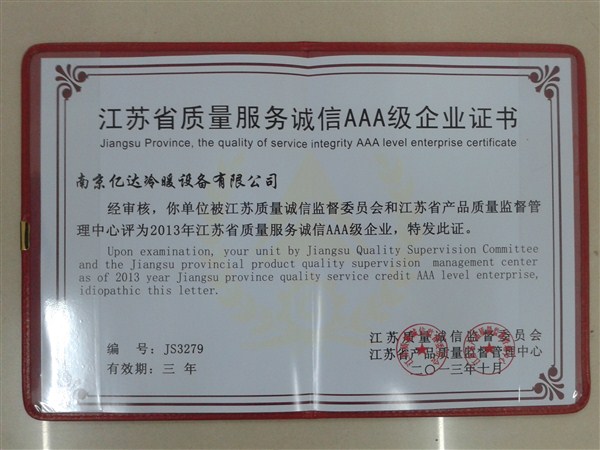 江苏省质量服务诚信AAA级企业证书
Jiangsu Province, the quality of service integrity AAA level enterprise certificate
南京亿达冷暖设备有限公司
经审核，你单位被江苏质量诚信监督委员会和江苏省产品质量监督管
理中心评为2013年江苏省质量服务诚信AAA级企业，特发此证。
Upon examination, your unit by Jiangsu Quality Supervision Committee
and the Jiangsu provincial product quality supervision management center
as of 2013 year Jiangsu province quality service credit AAA level enterprise,
idiopathic this letter.
编 号：JS3279
有效期：三 年
江苏质量诚信监督委员会
江苏省产品质量监督管理中心
二〇一三年十月